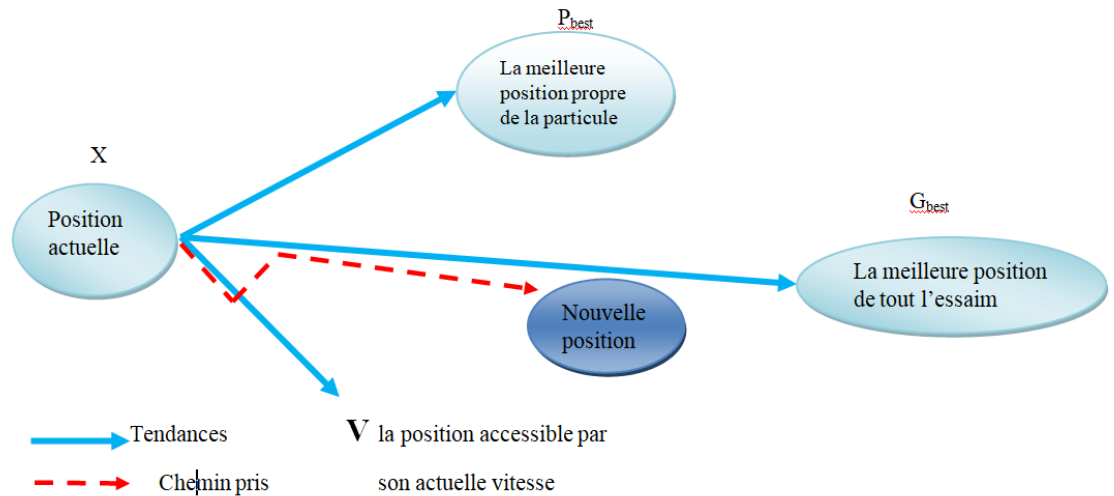 Pbest
La meilleure
position propre
de la particule
X
Position
actuelle
Gbest
La meilleure position
de tout l’essaim
Nouvelle
position
Tendances
V la position accessible par
Chemin pris
son actuelle vitesse